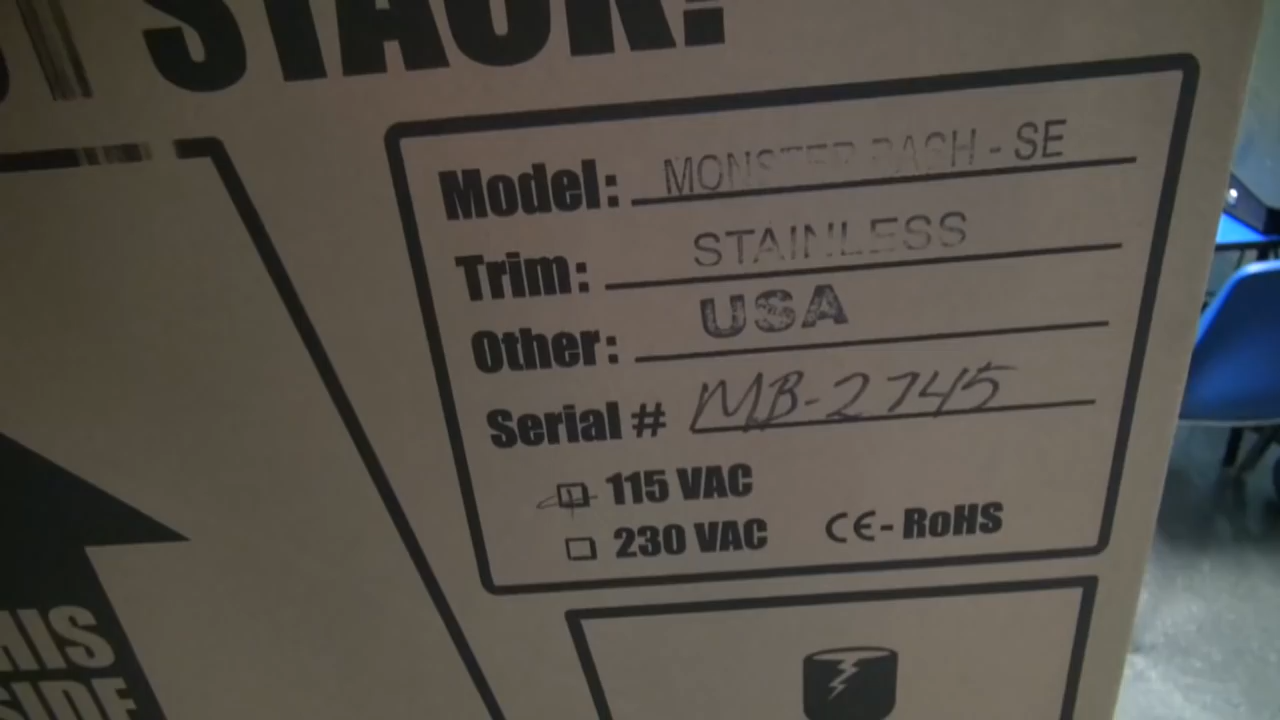 STACK!
Model: MONSTER BASH - SE
Trim: STAINLESS
Other: USA
Serial # MB-2745
115 VAC
230 VAC CE - RoHS
THIS
SIDE